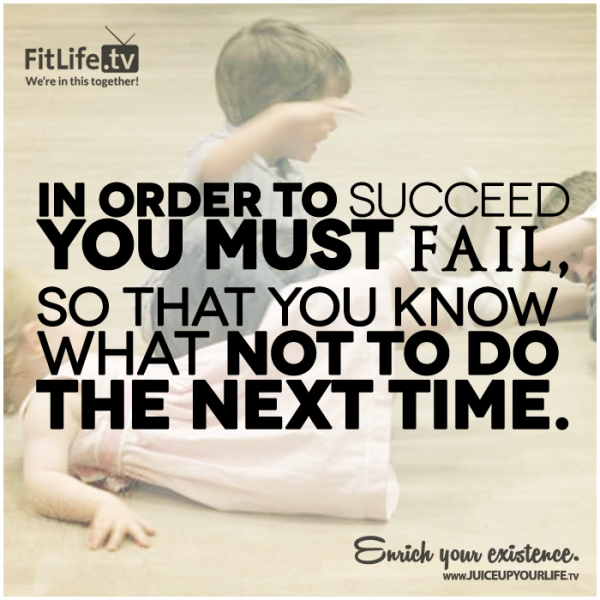 FitLife.tv
We're in this together!
IN ORDER TO SUCCEED
YOU MUST FAIL,
SO THAT YOU KNOW
WHAT NOT TO DO
THE NEXT TIME.
Enrich your existence.
WWW.JUICEUPYOURLIFE.TV